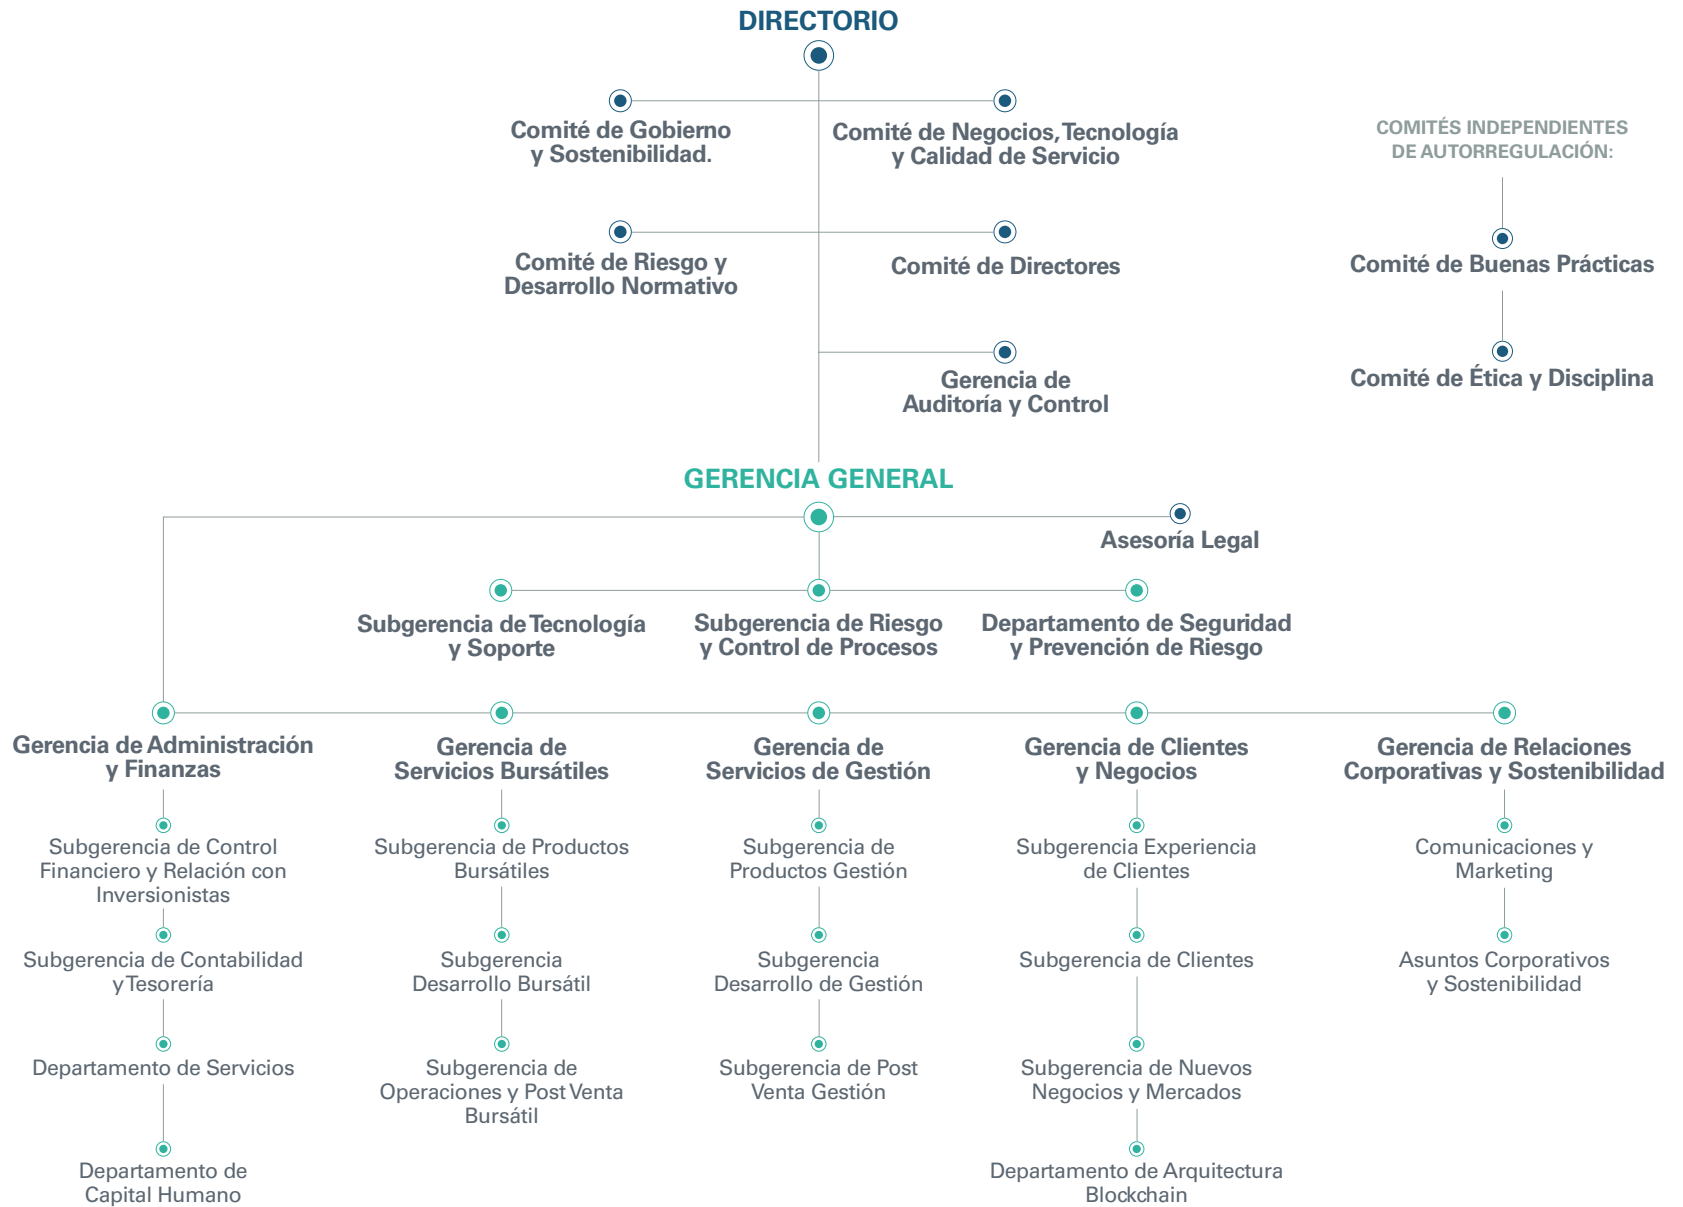 DIRECTORIO
Comité de Gobierno
y Sostenibilidad.
Comité de Negocios, Tecnología
y Calidad de Servicio
COMITÉS INDEPENDIENTES
DE AUTORREGULACIÓN:
Comité de Riesgo y
Desarrollo Normativo
Comité de Directores
Comité de Buenas Prácticas
Gerencia de
Auditoría y Control
Comité de Ética y Disciplina
GERENCIA GENERAL
Asesoría Legal
Subgerencia de Tecnología
y Soporte
Subgerencia de Riesgo
y Control de Procesos
Departamento de Seguridad
y Prevención de Riesgo
Gerencia de Administración
y Finanzas
Subgerencia de Control
Financiero y Relación con
Inversionistas
Subgerencia de Contabilidad
y Tesorería
Departamento de Servicios
Departamento de
Capital Humano
Gerencia de
Servicios Bursátiles
Subgerencia de Productos
Bursátiles
Subgerencia
Desarrollo Bursátil
Subgerencia de
Operaciones y Post Venta
Bursátil
Gerencia de
Servicios de Gestión
Subgerencia de
Productos Gestión
Subgerencia
Desarrollo de Gestión
Subgerencia de Post
Venta Gestión
Gerencia de Clientes
y Negocios
Subgerencia Experiencia
de Clientes
Subgerencia de Clientes
Subgerencia de Nuevos
Negocios y Mercados
Departamento de Arquitectura
Blockchain
Gerencia de Relaciones
Corporativas y Sostenibilidad
Comunicaciones y
Marketing
Asuntos Corporativos
y Sostenibilidad